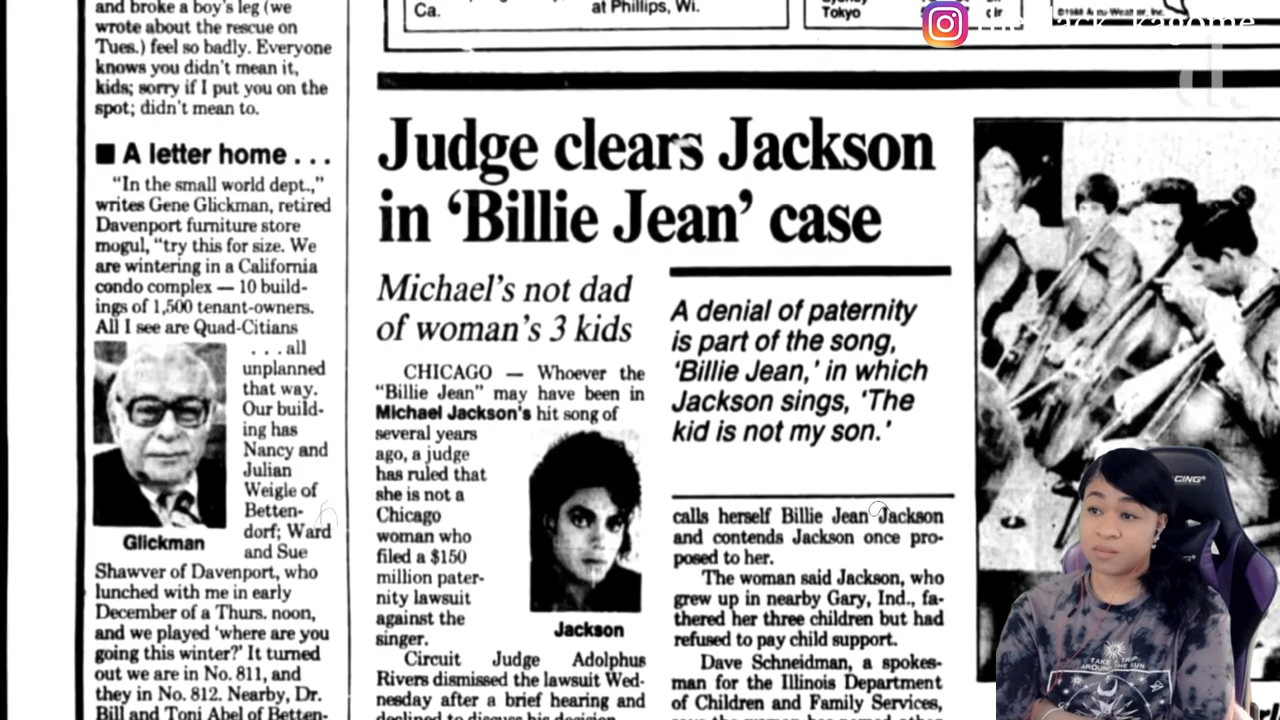 and broke a boy's leg (we
wrote about the rescue on
Tues.) feel so badly. Everyone
knows you didn't mean it,
kids; sorry if I put you on the
spot; didn't mean to.
■ A letter home . . .
"In the small world dept.,"
writes Gene Glickman, retired
Davenport furniture store
mogul, "try this for size. We
are wintering in a California
condo complex — 10 build-
ings of 1,500 tenant-owners.
All I see are Quad-Citians
. . . all
unplanned
that way.
Our build-
ing has
Nancy and
Julian
Weigle of
Betten-
dorf; Ward
and Sue
Glickman
Shawver of Davenport, who
lunched with me in early
December of a Thurs. noon,
and we played 'where are you
going this winter?' It turned
out we are in No. 811, and
they in No. 812. Nearby, Dr.
Bill and Toni Abel of Betten-
Ca.
at Phillips, Wi.
Tokyo
Judge clears Jackson
in 'Billie Jean' case
Michael's not dad
of woman's 3 kids
CHICAGO — Whoever the
"Billie Jean" may have been in
Michael Jackson's hit song of
several years
ago, a judge
has ruled that
she is not a
Chicago
woman who
filed a $150
million pater-
nity lawsuit
against the
singer.
Jackson
Circuit Judge Adolphus
Rivers dismissed the lawsuit Wed-
nesday after a brief hearing and
declined to discuss his decision.
A denial of paternity
is part of the song,
'Billie Jean,' in which
Jackson sings, 'The
kid is not my son.'
calls herself Billie Jean Jackson
and contends Jackson once pro-
posed to her.
The woman said Jackson, who
grew up in nearby Gary, Ind., fa-
thered her three children but had
refused to pay child support.
Dave Schneidman, a spokes-
man for the Illinois Department
of Children and Family Services,
d.
CING
TAKE A TRIP
AROUND THE SUN